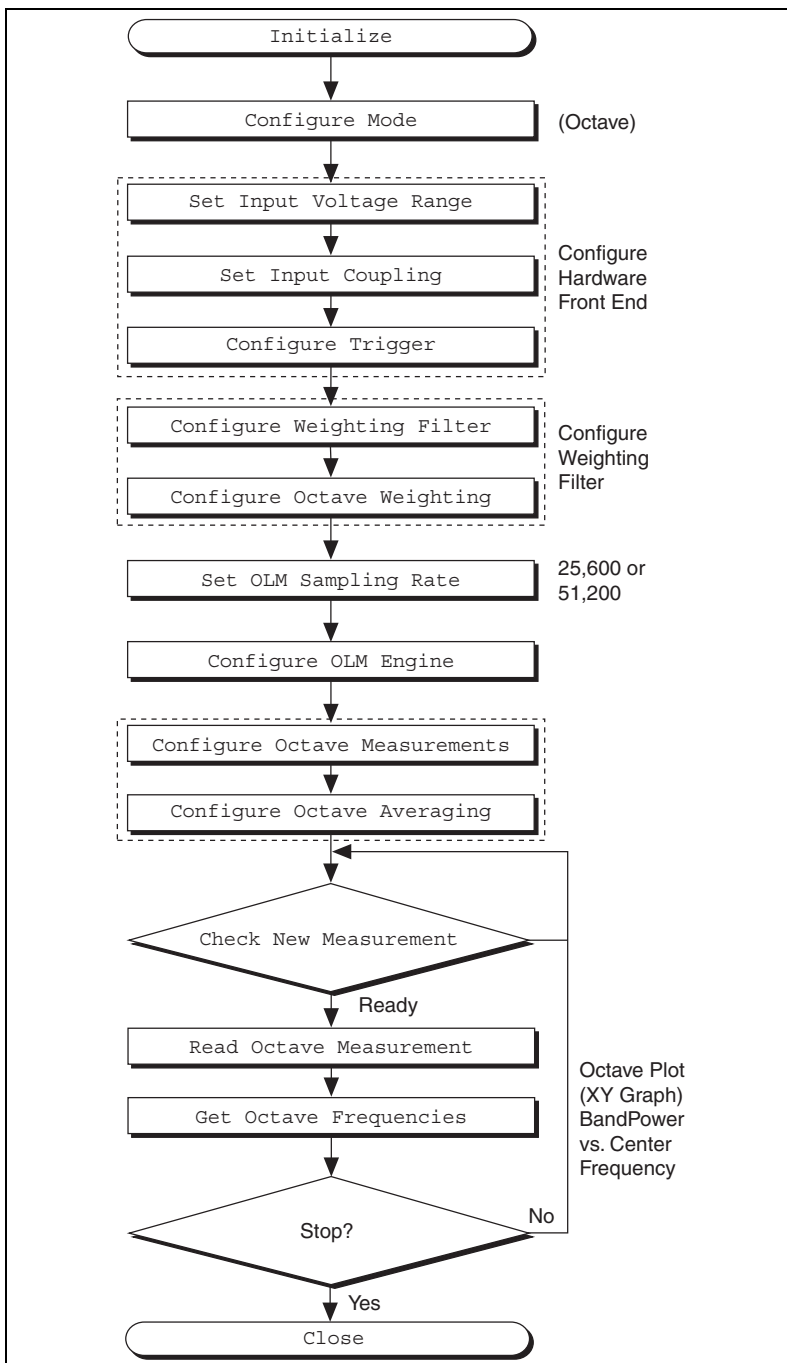 Initialize
Configure Mode
(Octave)
Set Input Voltage Range
Set Input Coupling
Configure Trigger
Configure
Hardware
Front End
Configure Weighting Filter
Configure Octave Weighting
Configure
Weighting
Filter
Set OLM Sampling Rate
25,600 or
51,200
Configure OLM Engine
Configure Octave Measurements
Configure Octave Averaging
Check New Measurement
Ready
Read Octave Measurement
Get Octave Frequencies
Octave Plot
(XY Graph)
BandPower
vs. Center
Frequency
Stop?
No
Yes
Close